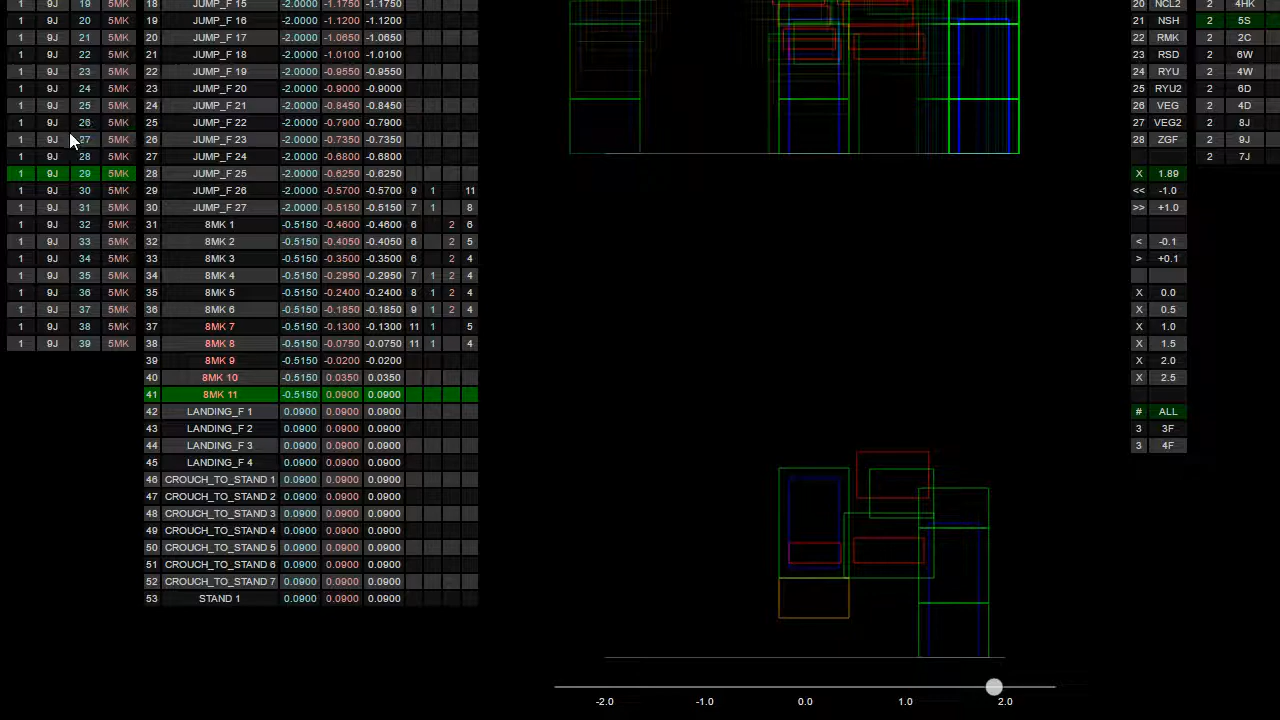 1 9J 19 5MK 18 JUMP_F 15 -2.0000 -1.1750 -1.1750 20 NCL2 2 4HK
1 9J 20 5MK 19 JUMP_F 16 -2.0000 -1.1200 -1.1200 21 NSH 2 5S
1 9J 21 5MK 20 JUMP_F 17 -2.0000 -1.0650 -1.0650 22 RMK 2 2C
1 9J 22 5MK 21 JUMP_F 18 -2.0000 -1.0100 -1.0100 23 RSD 2 6W
1 9J 23 5MK 22 JUMP_F 19 -2.0000 -0.9550 -0.9550 24 RYU 2 4W
1 9J 24 5MK 23 JUMP_F 20 -2.0000 -0.9000 -0.9000 25 RYU2 2 6D
1 9J 25 5MK 24 JUMP_F 21 -2.0000 -0.8450 -0.8450 26 VEG 2 4D
1 9J 26 5MK 25 JUMP_F 22 -2.0000 -0.7900 -0.7900 27 VEG2 2 8J
1 9J 27 5MK 26 JUMP_F 23 -2.0000 -0.7350 -0.7350 28 ZGF 2 9J
1 9J 28 5MK 27 JUMP_F 24 -2.0000 -0.6800 -0.6800 2 7J
1 9J 29 5MK 28 JUMP_F 25 -2.0000 -0.6250 -0.6250 X 1.89
1 9J 30 5MK 29 JUMP_F 26 -2.0000 -0.5700 -0.5700 9 1 11 << -1.0
1 9J 31 5MK 30 JUMP_F 27 -2.0000 -0.5150 -0.5150 7 1 8 >> +1.0
1 9J 32 5MK 31 8MK 1 -0.5150 -0.4600 -0.4600 6 2 6
1 9J 33 5MK 32 8MK 2 -0.5150 -0.4050 -0.4050 6 2 5 < -0.1
1 9J 34 5MK 33 8MK 3 -0.5150 -0.3500 -0.3500 6 2 4 > +0.1
1 9J 35 5MK 34 8MK 4 -0.5150 -0.2950 -0.2950 7 1 2 4
1 9J 36 5MK 35 8MK 5 -0.5150 -0.2400 -0.2400 8 1 2 4 X 0.0
1 9J 37 5MK 36 8MK 6 -0.5150 -0.1850 -0.1850 9 1 2 4 X 0.5
1 9J 38 5MK 37 8MK 7 -0.5150 -0.1300 -0.1300 11 1 5 X 1.0
1 9J 39 5MK 38 8MK 8 -0.5150 -0.0750 -0.0750 11 1 4 X 1.5
39 8MK 9 -0.5150 -0.0200 -0.0200 X 2.0
40 8MK 10 -0.5150 0.0350 0.0350 X 2.5
41 8MK 11 -0.5150 0.0900 0.0900
42 LANDING_F 1 0.0900 0.0900 0.0900 # ALL
43 LANDING_F 2 0.0900 0.0900 0.0900 3 3F
44 LANDING_F 3 0.0900 0.0900 0.0900 3 4F
45 LANDING_F 4 0.0900 0.0900 0.0900
46 CROUCH_TO_STAND 1 0.0900 0.0900 0.0900
47 CROUCH_TO_STAND 2 0.0900 0.0900 0.0900
48 CROUCH_TO_STAND 3 0.0900 0.0900 0.0900
49 CROUCH_TO_STAND 4 0.0900 0.0900 0.0900
50 CROUCH_TO_STAND 5 0.0900 0.0900 0.0900
51 CROUCH_TO_STAND 6 0.0900 0.0900 0.0900
52 CROUCH_TO_STAND 7 0.0900 0.0900 0.0900
53 STAND 1 0.0900 0.0900 0.0900
-2.0 -1.0 0.0 1.0 2.0